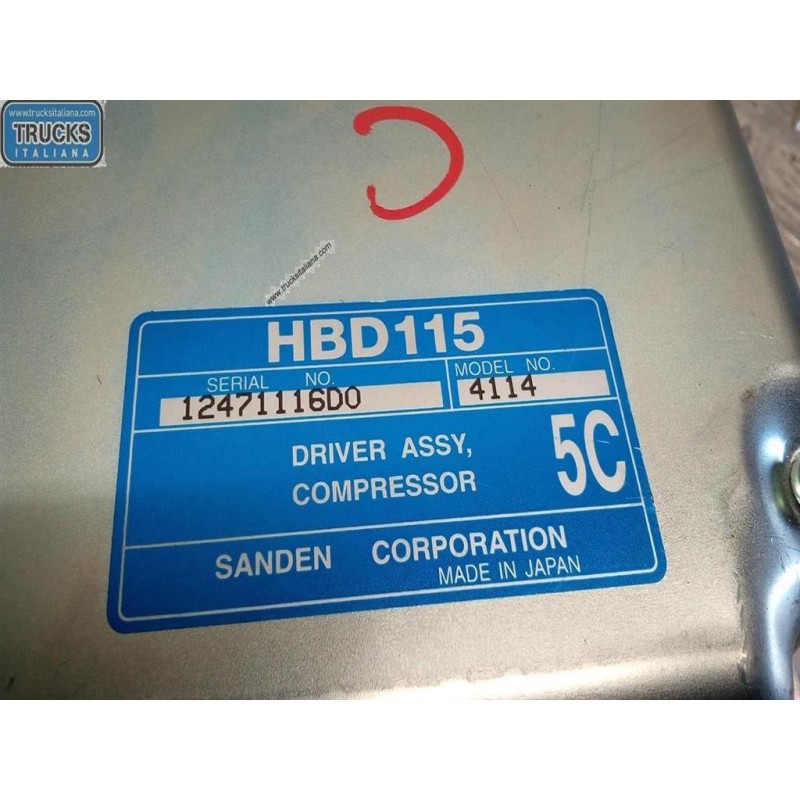 www.trucksitaliana.com
TRUCKS
ITALIANA
www.trucksitaliana.com
HBD115
SERIAL NO.
MODEL NO.
12471116D0
4114
DRIVER ASSY,
COMPRESSOR
5C
SANDEN CORPORATION
MADE IN JAPAN